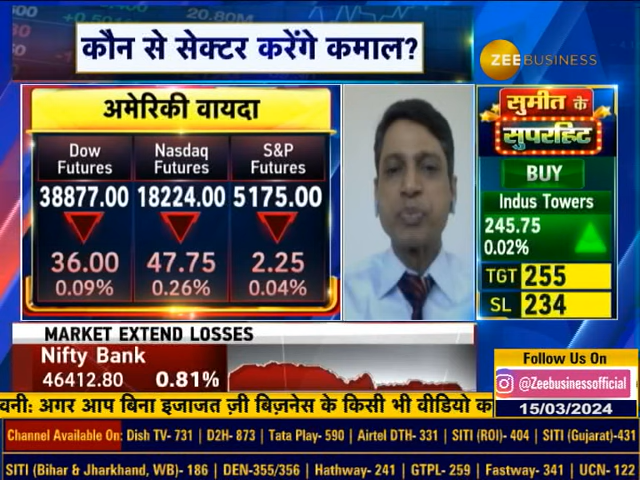 कौन से सेक्टर करेंगे कमाल?
ZEE BUSINESS
अमेरिकी वायदा
Dow Futures
Nasdaq Futures
S&P Futures
38877.00
18224.00
5175.00
36.00
47.75
2.25
0.09%
0.26%
0.04%
सुमीत के
सुपरहिट
BUY
Indus Towers
245.75
0.02%
TGT 255
SL 234
MARKET EXTEND LOSSES
Nifty Bank
46412.80 0.81%
Follow Us On
@Zeebusinessofficial
15/03/2024
वनी: अगर आप बिना इजाजत ज़ी बिज़नेस के किसी भी वीडियो क
Channel Available On: Dish TV- 731 | D2H- 873 | Tata Play- 590 | Airtel DTH- 331 | SITI (ROI)- 404 | SITI (Gujarat)-431
SITI (Bihar & Jharkhand, WB)- 186 | DEN-355/356 | Hathway- 241 | GTPL- 259 | Fastway- 341 | UCN- 122